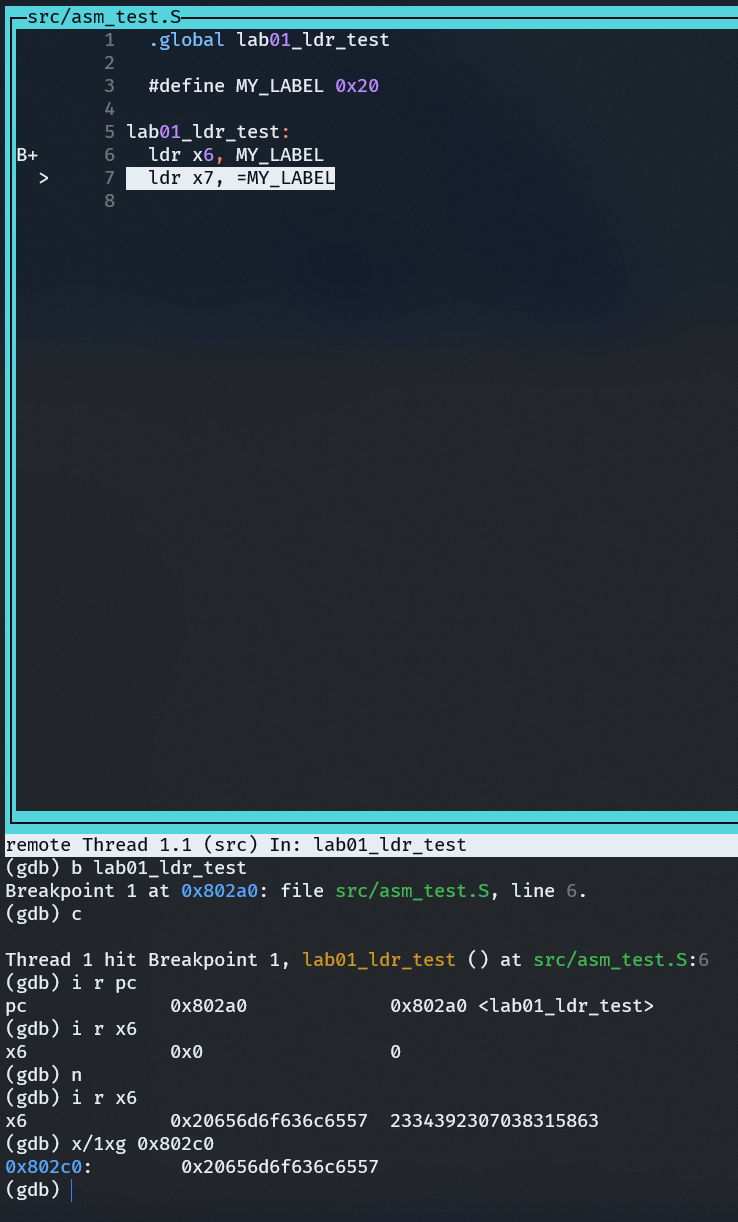 src/asm_test.S
1 .global lab01_ldr_test
2
3 #define MY_LABEL 0x20
4
5 lab01_ldr_test:
B+ 6 ldr x6, MY_LABEL
> 7 ldr x7, =MY_LABEL
8
remote Thread 1.1 (src) In: lab01_ldr_test
(gdb) b lab01_ldr_test
Breakpoint 1 at 0x802a0: file src/asm_test.S, line 6.
(gdb) c
Thread 1 hit Breakpoint 1, lab01_ldr_test () at src/asm_test.S:6
(gdb) i r pc
pc 0x802a0 0x802a0 <lab01_ldr_test>
(gdb) i r x6
x6 0x0 0
(gdb) n
(gdb) i r x6
x6 0x20656d6f636c6557 2334392307038315863
(gdb) x/1xg 0x802c0
0x802c0: 0x20656d6f636c6557
(gdb)